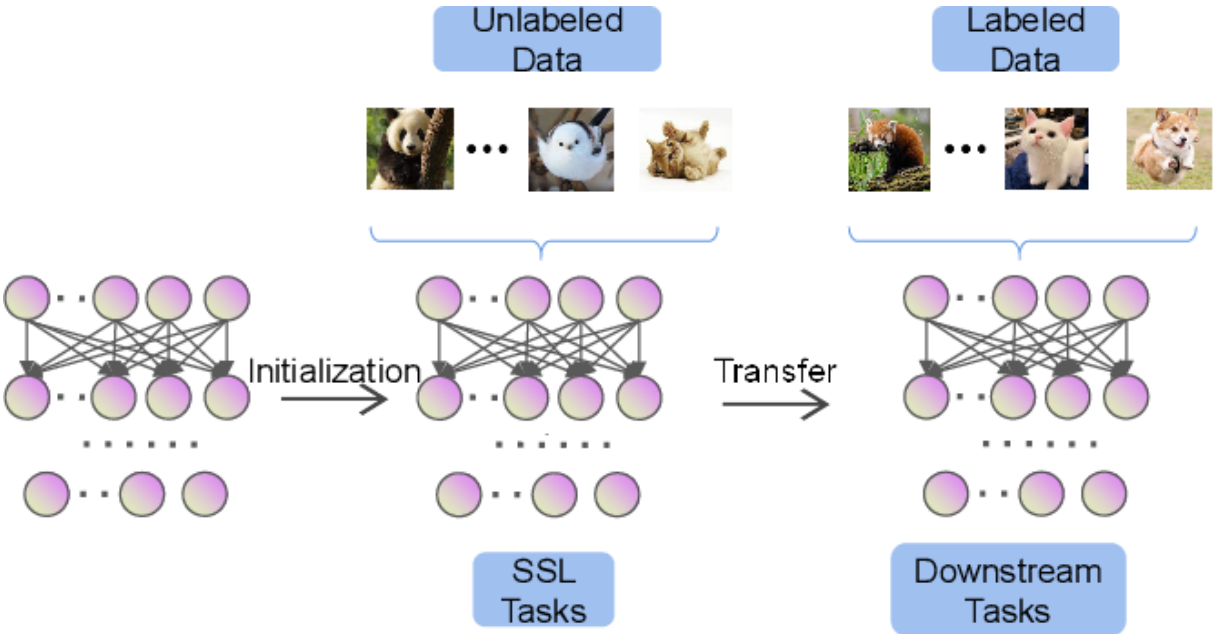 Unlabeled
Data
Labeled
Data
Initialization
Transfer
SSL
Tasks
Downstream
Tasks